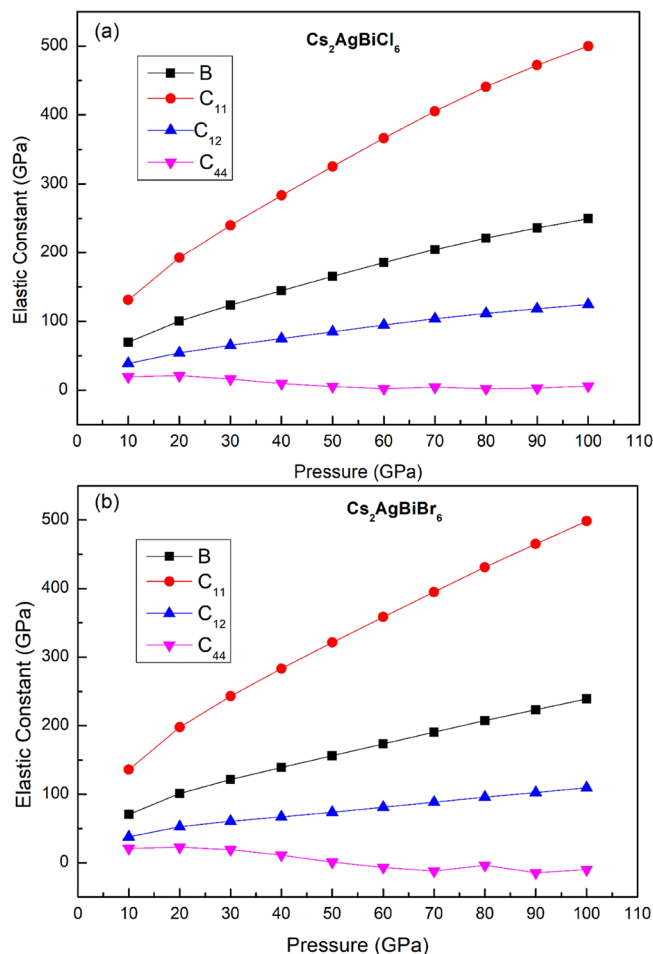 (a)
Cs₂AgBiCl₆
B
C₁₁
C₁₂
C₄₄
500
400
300
200
100
0
Elastic Constant (GPa)
0 10 20 30 40 50 60 70 80 90 100 110
Pressure (GPa)
(b)
Cs₂AgBiBr₆
B
C₁₁
C₁₂
C₄₄
500
400
300
200
100
0
Elastic Constant (GPa)
0 10 20 30 40 50 60 70 80 90 100 110
Pressure (GPa)